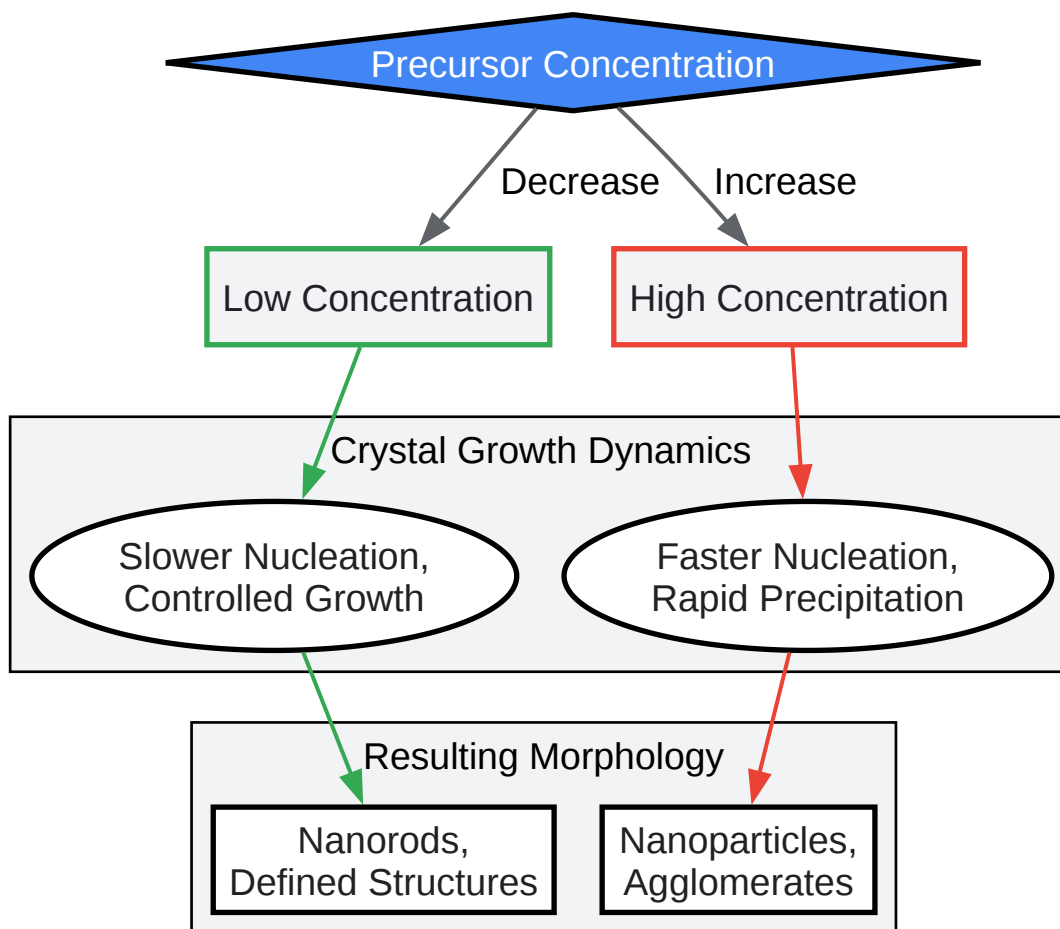 Precursor Concentration
Decrease
Increase
Low Concentration
High Concentration
Crystal Growth Dynamics
Slower Nucleation,
Controlled Growth
Faster Nucleation,
Rapid Precipitation
Resulting Morphology
Nanorods,
Defined Structures
Nanoparticles,
Agglomerates